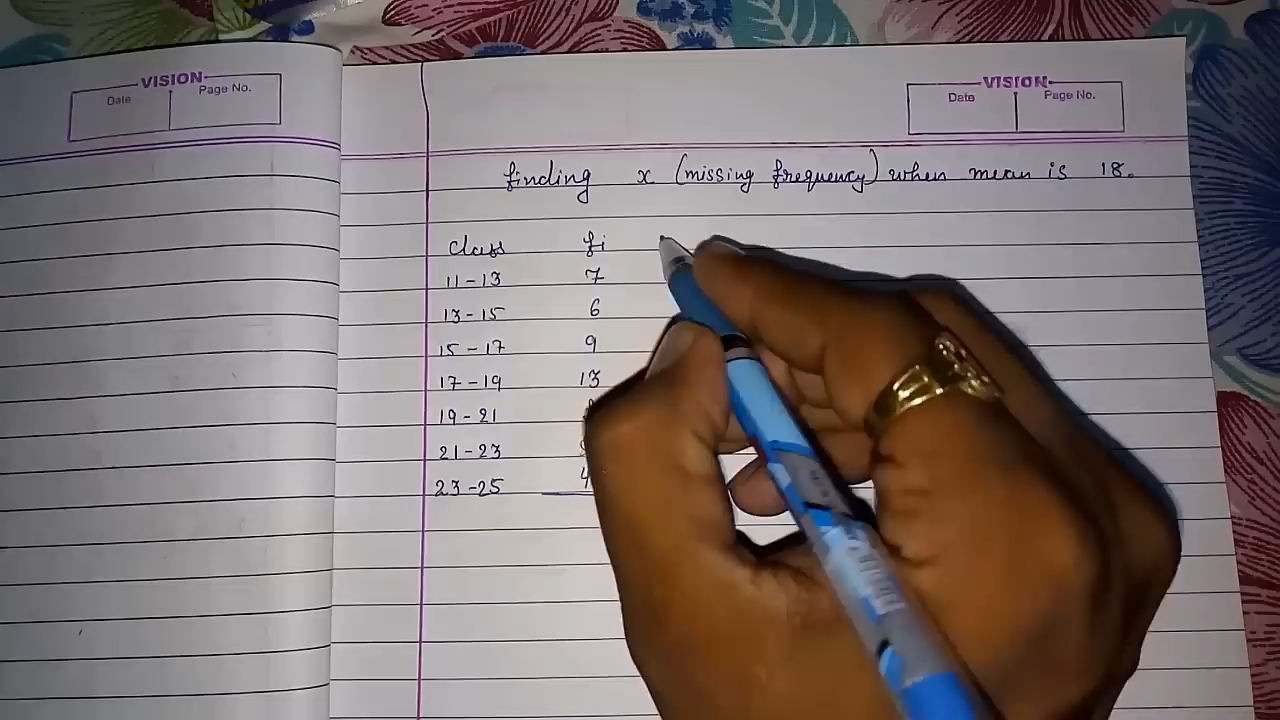 VISION
Date Page No.
VISION
Date Page No.
finding x (missing frequency) when mean is 18.
class fi
11-13 7
13-15 6
15-17 9
17-19 13
19-21
21-23
23-25 4